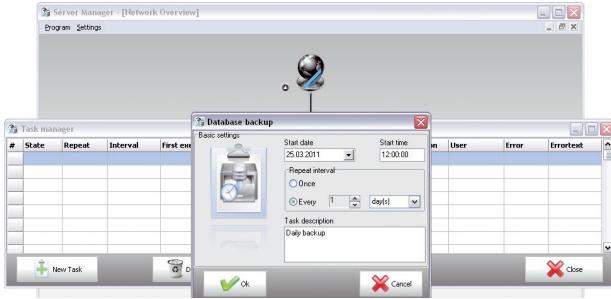 Server Manager - [Network Overview]
Program Settings
Task manager
# State Repeat Interval First exe
n User Error Errortext
Database backup
Basic settings
Start date Start time
25.03.2011 12:00:00
Repeat interval
Once
Every 1 day(s)
Task description
Daily backup
New Task
D
Ok
Cancel
Close